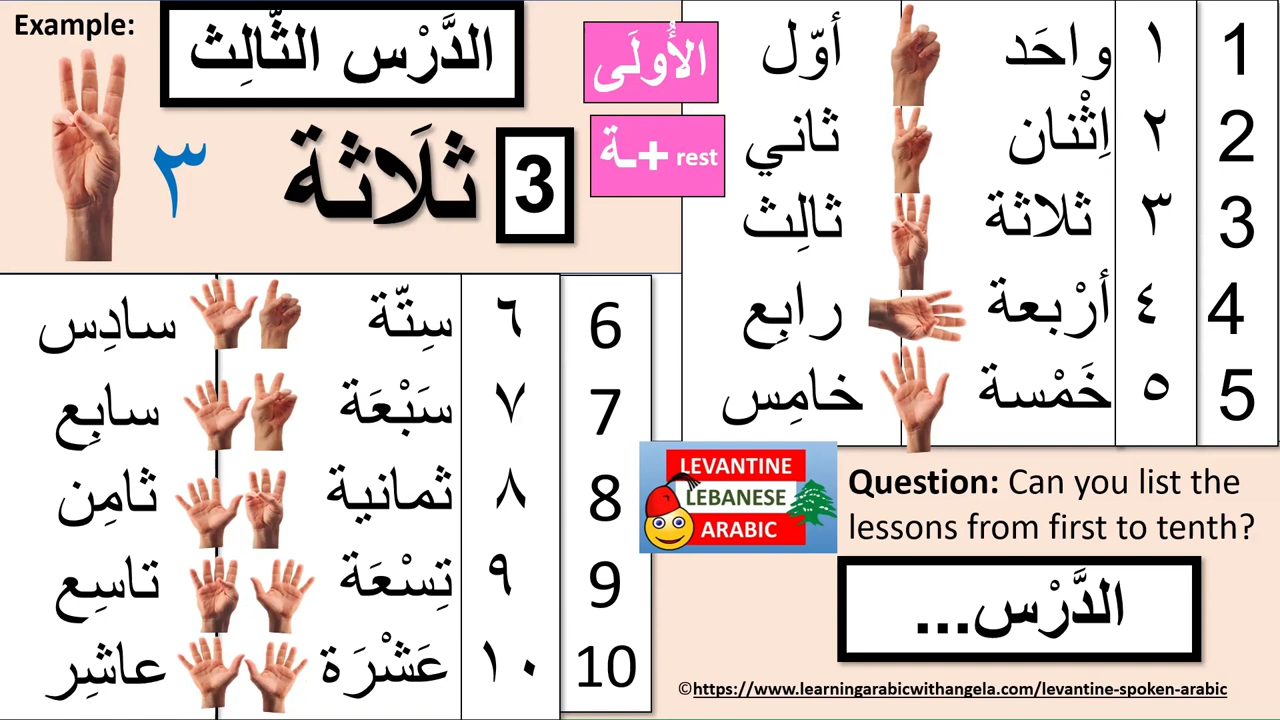 Example:
الدَّرْس الثَّالِث
٣ ثلَاثة 3
الأُولَى
ـة + rest
أوّل واحَد ١ 1
ثاني اِثْنان ٢ 2
ثالِث ثلاثة ٣ 3
رابِع أرْبعة ٤ 4
خامِس خَمْسة ٥ 5
سادِس سِتّة ٦ 6
سابِع سَبْعَة ٧ 7
ثامِن ثمانية ٨ 8
تاسِع تِسْعَة ٩ 9
عاشِر عَشْرَة ١٠ 10
LEVANTINE
LEBANESE
ARABIC
Question: Can you list the
lessons from first to tenth?
الدَّرْس...
©https://www.learningarabicwithangela.com/levantine-spoken-arabic